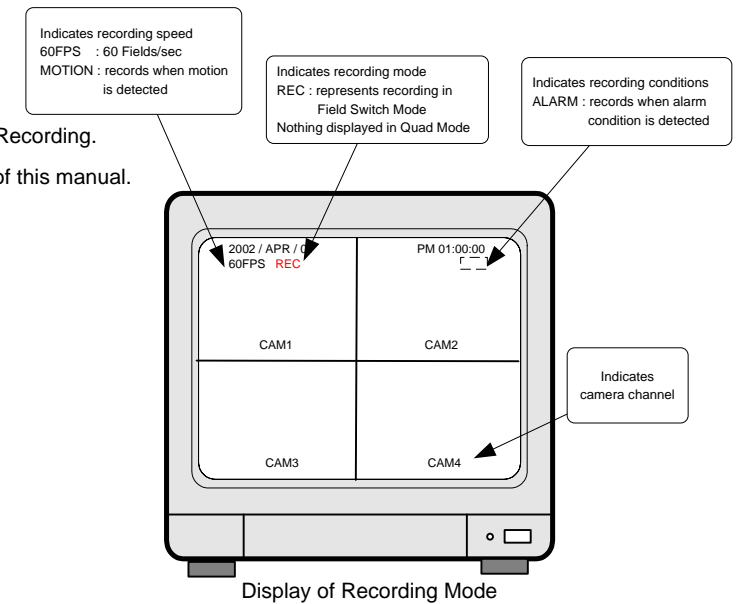 Indicates recording speed
60FPS : 60 Fields/sec
MOTION : records when motion
is detected
Indicates recording mode
REC : represents recording in
Field Switch Mode
Nothing displayed in Quad Mode
Indicates recording conditions
ALARM : records when alarm
condition is detected
Recording.
of this manual.
2002 / APR / 0
PM 01:00:00
60FPS REC
CAM1
CAM2
Indicates
camera channel
CAM3
CAM4
Display of Recording Mode